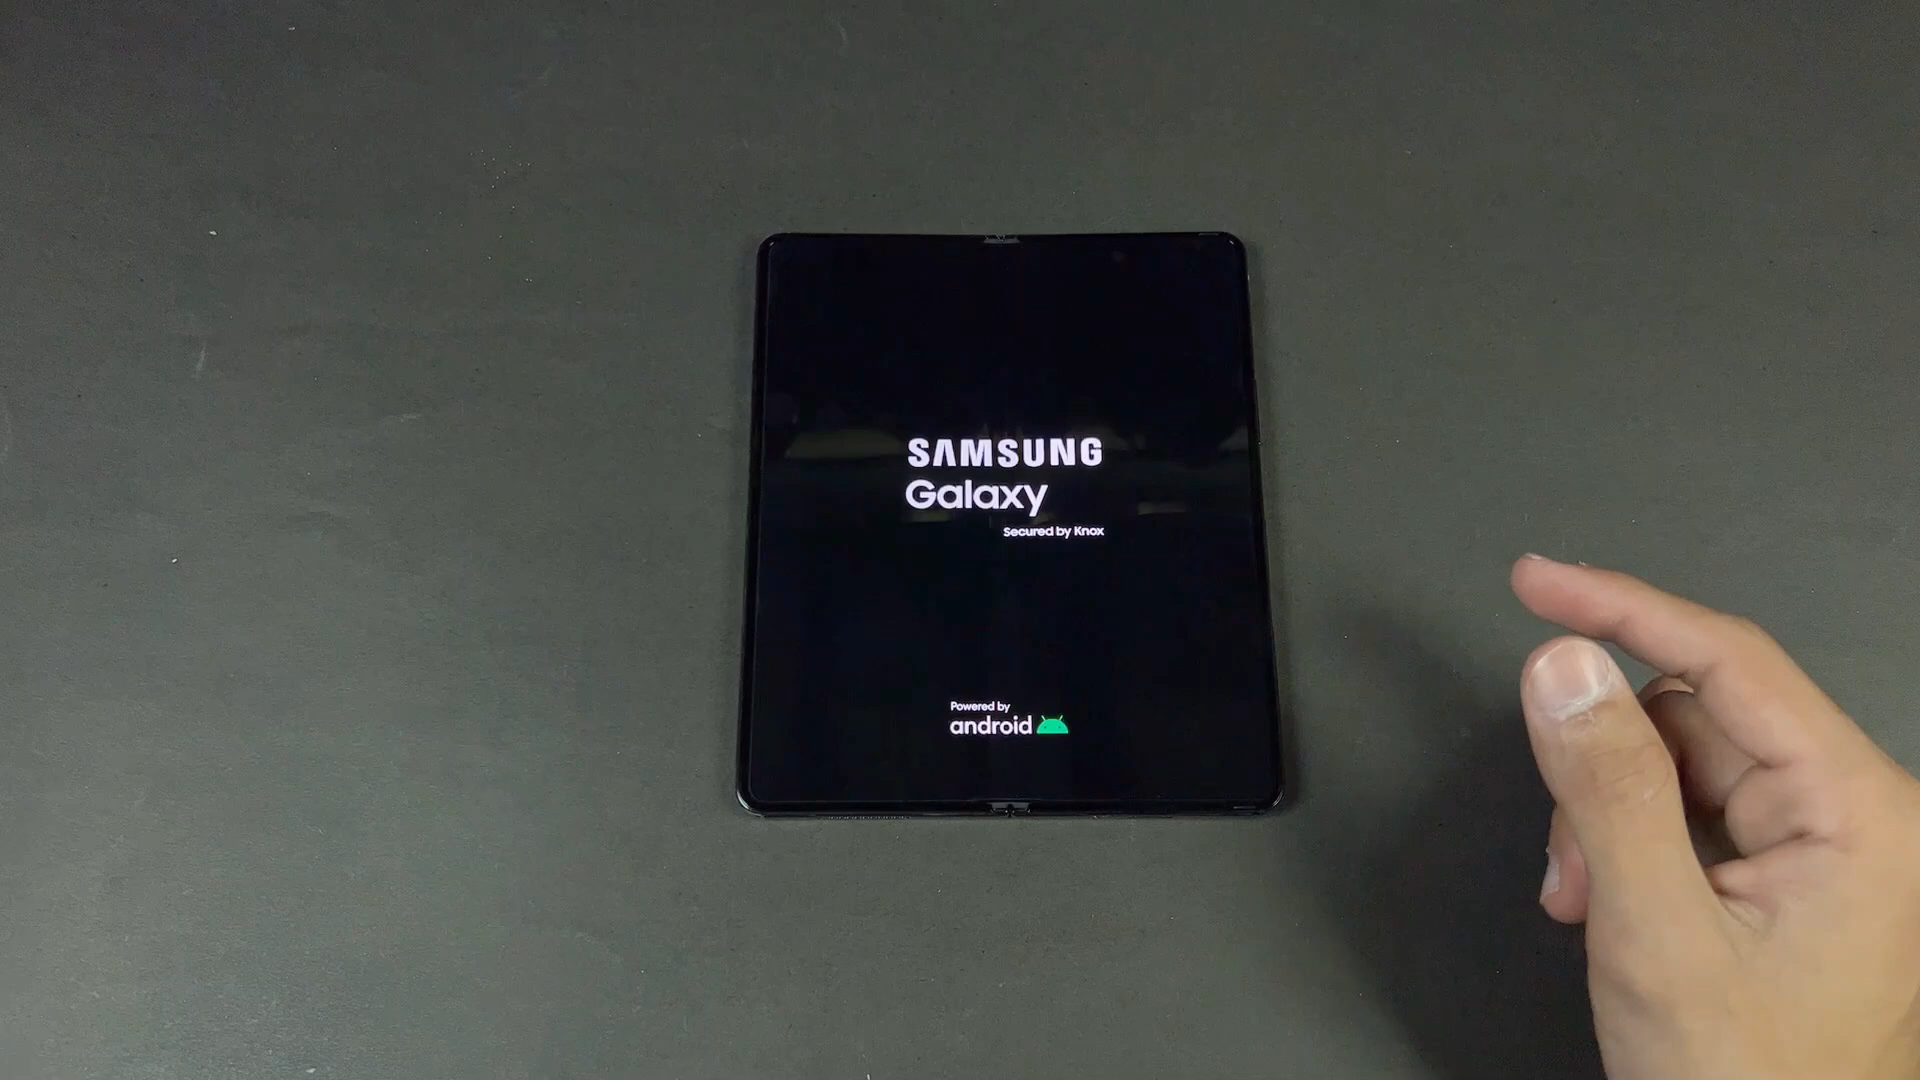 SAMSUNG
Galaxy
Secured by Knox
Powered by
android